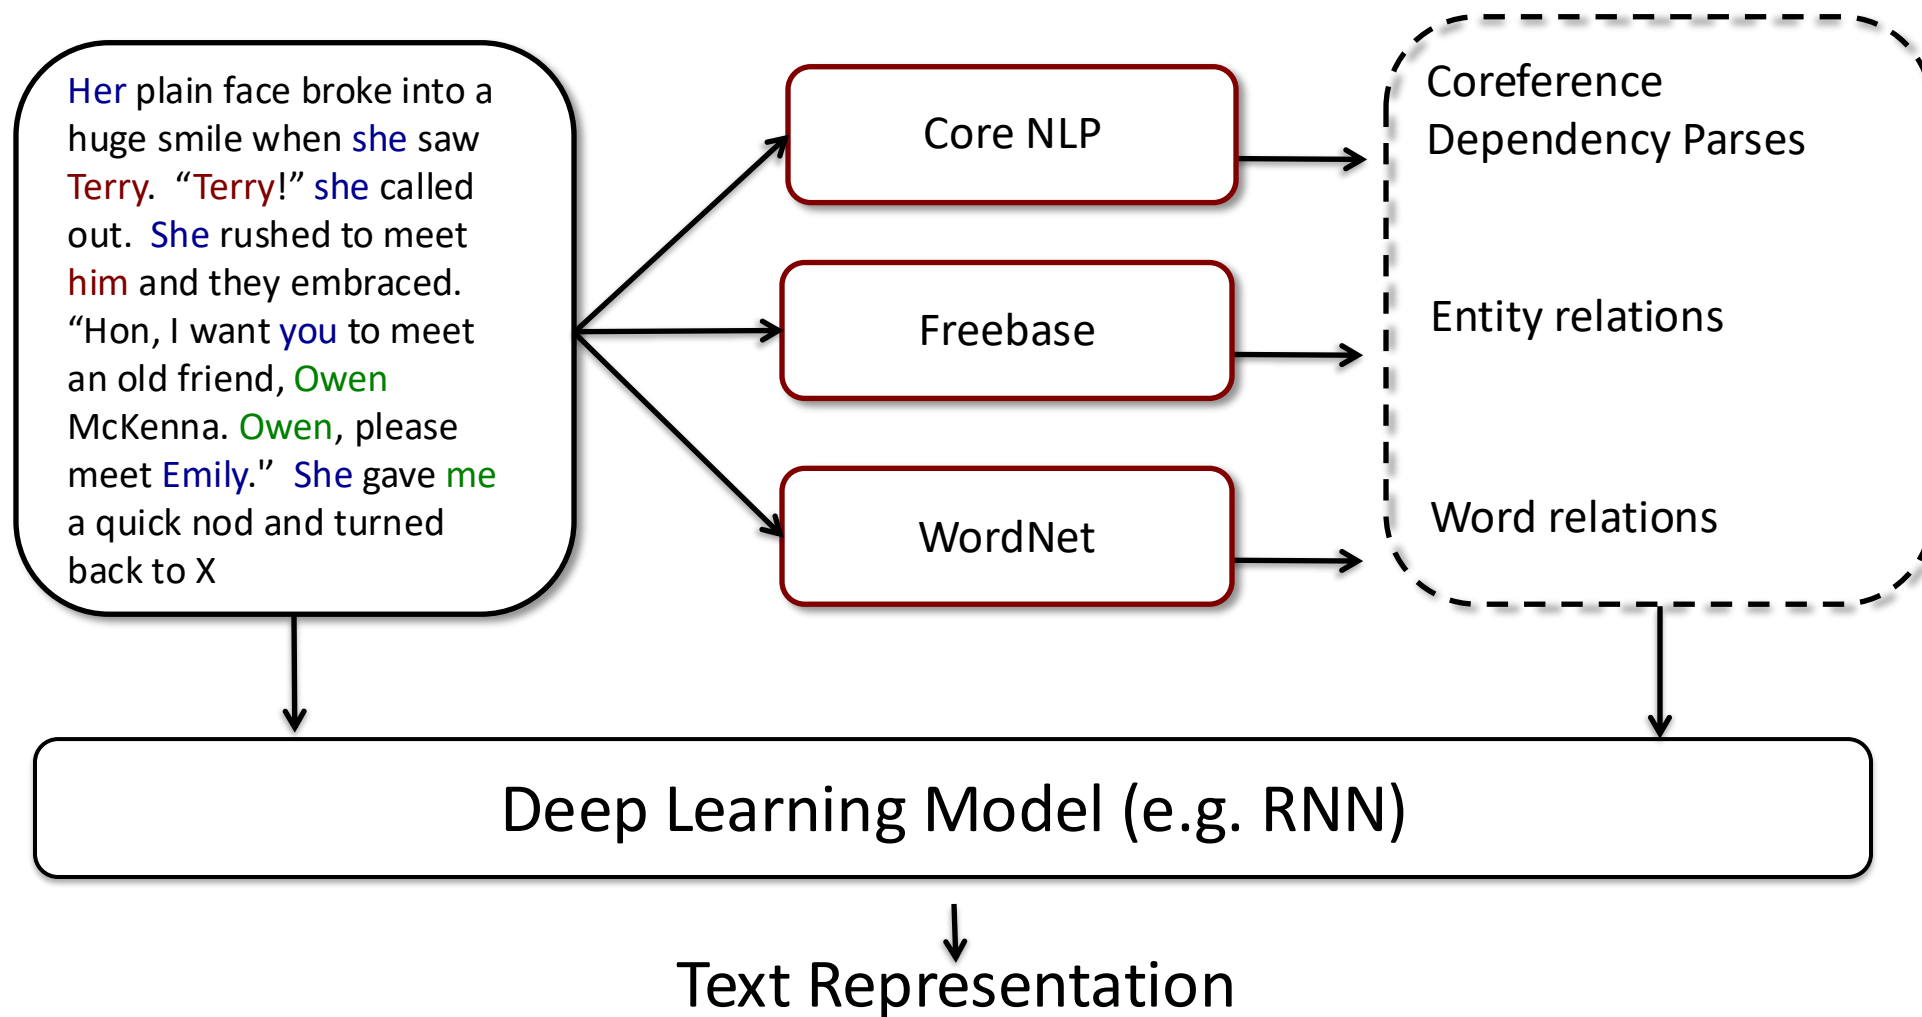 Her plain face broke into a
huge smile when she saw
Terry.  “Terry!” she called
out.  She rushed to meet
him and they embraced.
“Hon, I want you to meet
an old friend, Owen
McKenna. Owen, please
meet Emily."  She gave me
a quick nod and turned
back to X
Core NLP
Freebase
WordNet
Coreference
Dependency Parses
Entity relations
Word relations
Deep Learning Model (e.g. RNN)
Text Representation